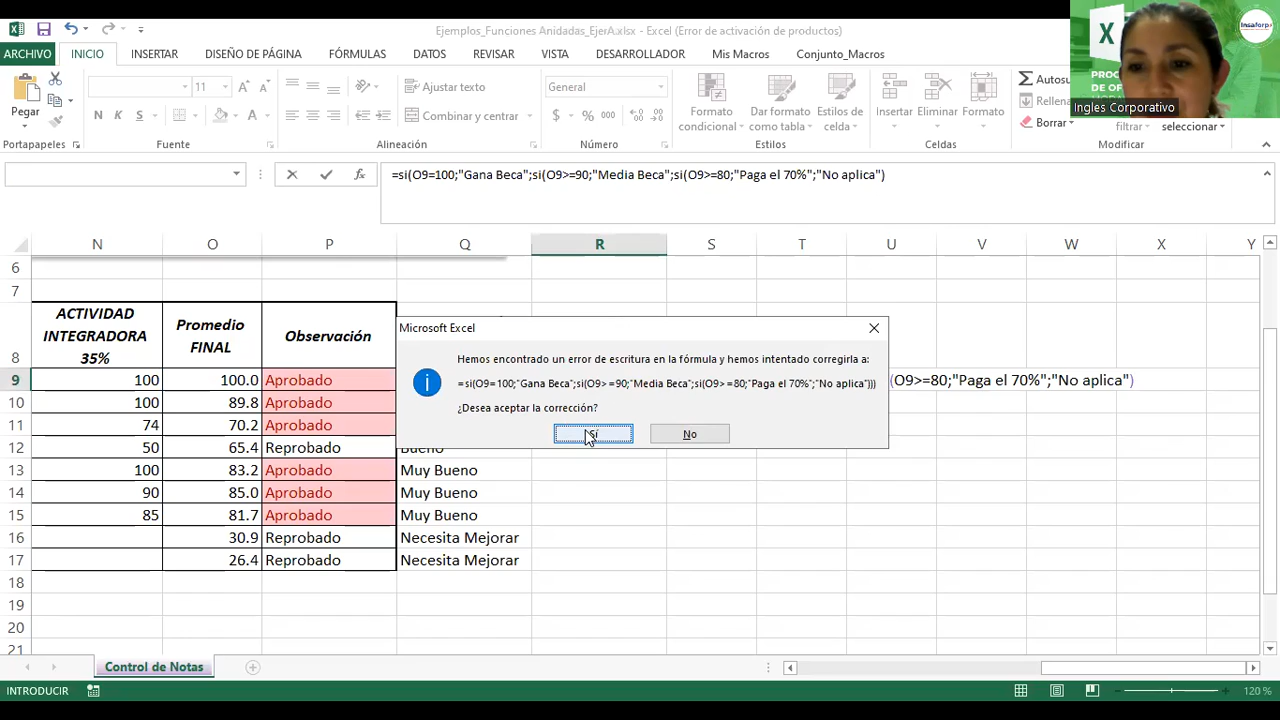 Ejemplos_Funciones Anidadas_EjerA.xlsx - Excel (Error de activación de productos)
ARCHIVO INICIO INSERTAR DISEÑO DE PÁGINA FÓRMULAS DATOS REVISAR VISTA DESARROLLADOR Mis Macros Conjunto_Macros
Pegar
11 A A
N K S A
Ajustar texto
Combinar y centrar
General
$ % 000
Formato condicional
Dar formato como tabla
Estilos de celda
Insertar
Eliminar
Formato
Σ Autosu
Rellena
Borrar
filtrar
seleccionar
Portapapeles Fuente Alineación Número Estilos Celdas Modificar
insaforp
X
PROC
DE OF
Ingles Corporativo
fx =si(O9=100;"Gana Beca";si(O9>=90;"Media Beca";si(O9>=80;"Paga el 70%";"No aplica")
N O P Q R S T U V W X Y
6
7
8 ACTIVIDAD INTEGRADORA 35% Promedio FINAL Observación
9 100 100.0 Aprobado (O9>=80;"Paga el 70%";"No aplica")
10 100 89.8 Aprobado
11 74 70.2 Aprobado
12 50 65.4 Reprobado Bueno
13 100 83.2 Aprobado Muy Bueno
14 90 85.0 Aprobado Muy Bueno
15 85 81.7 Aprobado Muy Bueno
16 30.9 Reprobado Necesita Mejorar
17 26.4 Reprobado Necesita Mejorar
18
19
20
21
Microsoft Excel
Hemos encontrado un error de escritura en la fórmula y hemos intentado corregirla a:
=si(O9=100;"Gana Beca";si(O9>=90;"Media Beca";si(O9>=80;"Paga el 70%";"No aplica")))
¿Desea aceptar la corrección?
Sí No
Control de Notas
INTRODUCIR
120 %